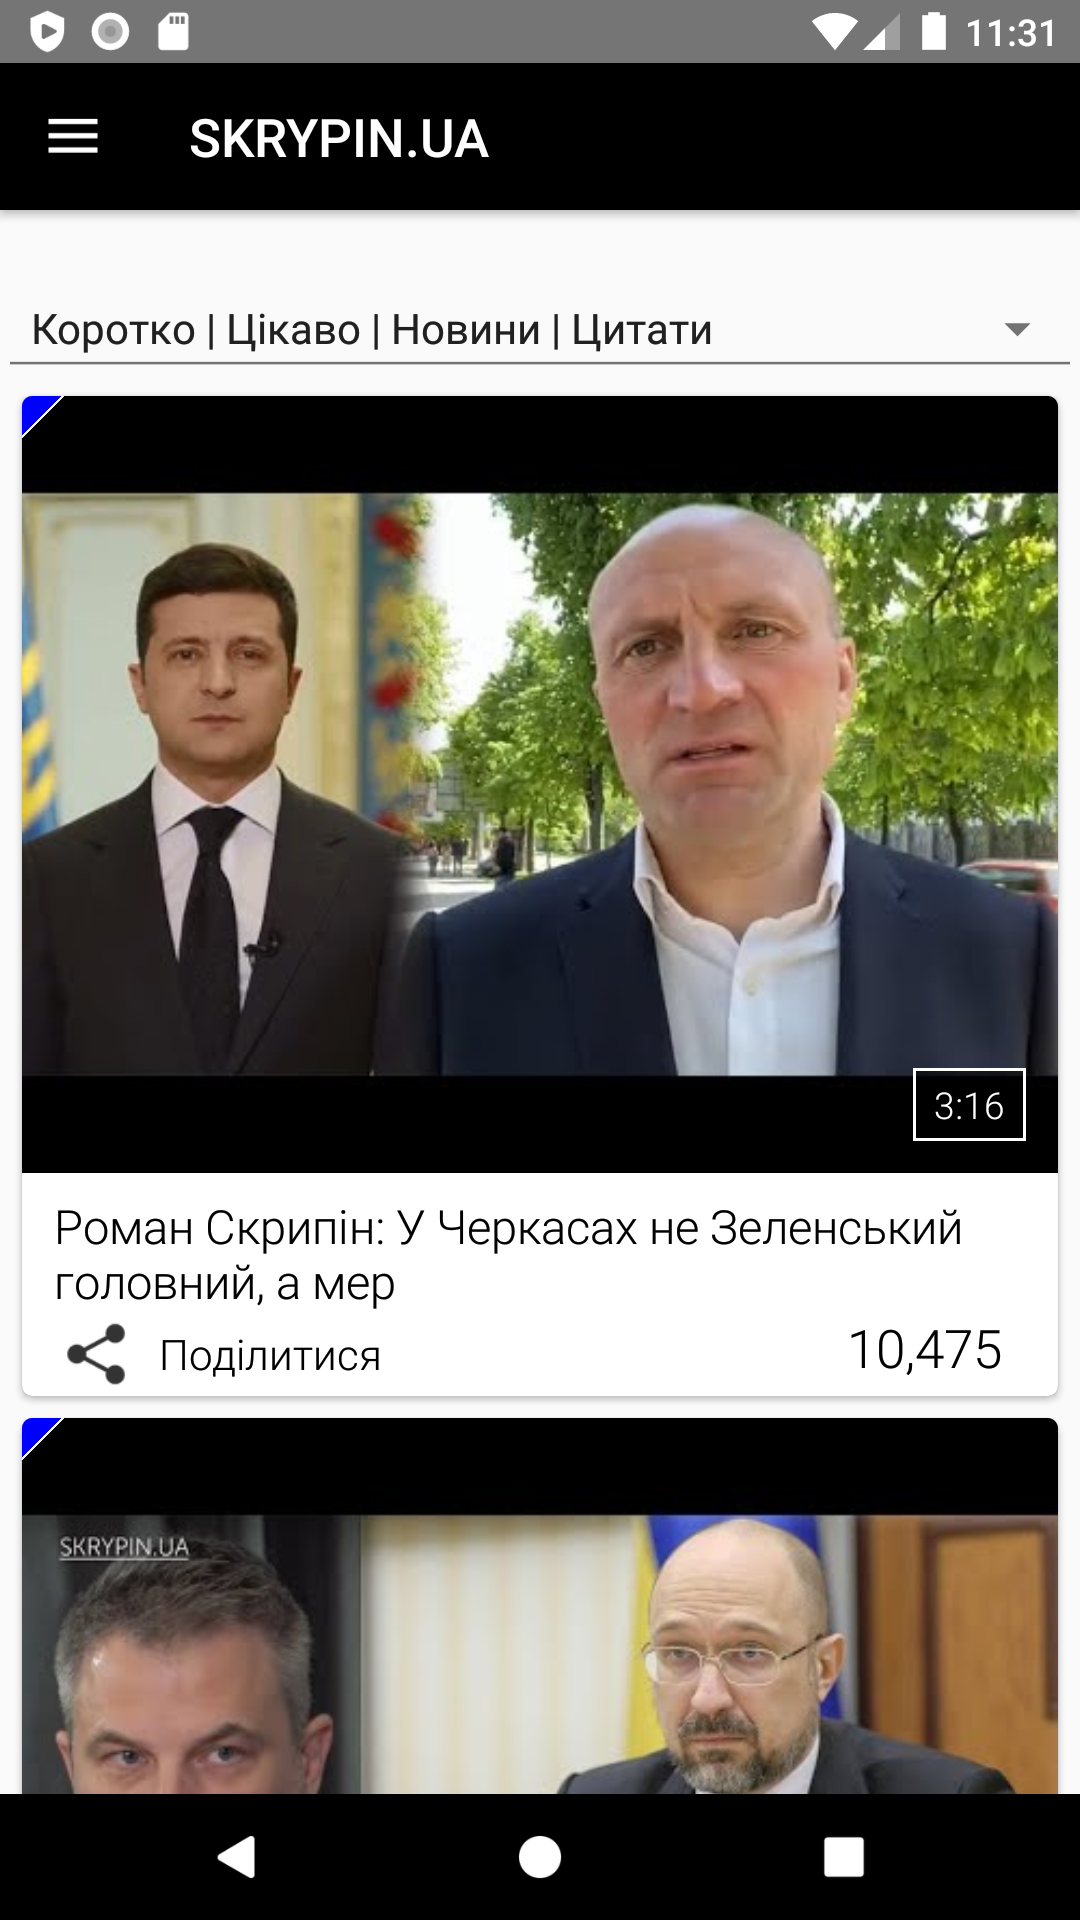 11:31
SKRYPIN.UA
Коротко | Цікаво | Новини | Цитати
3:16
Роман Скрипін: У Черкасах не Зеленський
головний, а мер
Поділитися
10,475
SKRYPIN.UA